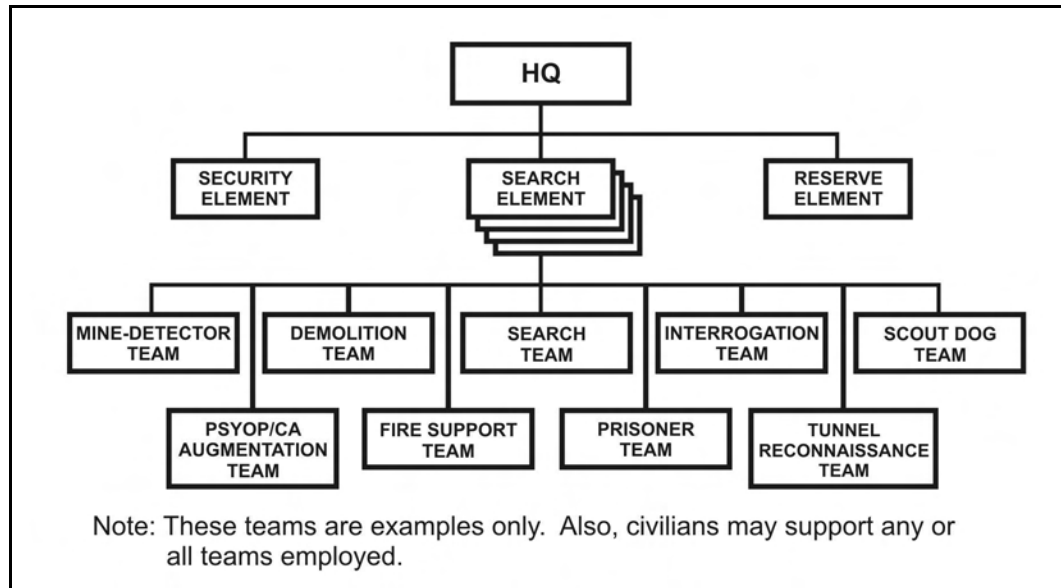 HQ
SECURITY
ELEMENT
SEARCH
ELEMENT
RESERVE
ELEMENT
MINE-DETECTOR
TEAM
DEMOLITION
TEAM
SEARCH
TEAM
INTERROGATION
TEAM
SCOUT DOG
TEAM
PSYOP/CA
AUGMENTATION
TEAM
FIRE SUPPORT
TEAM
PRISONER
TEAM
TUNNEL
RECONNAISSANCE
TEAM
Note: These teams are examples only. Also, civilians may support any or
all teams employed.